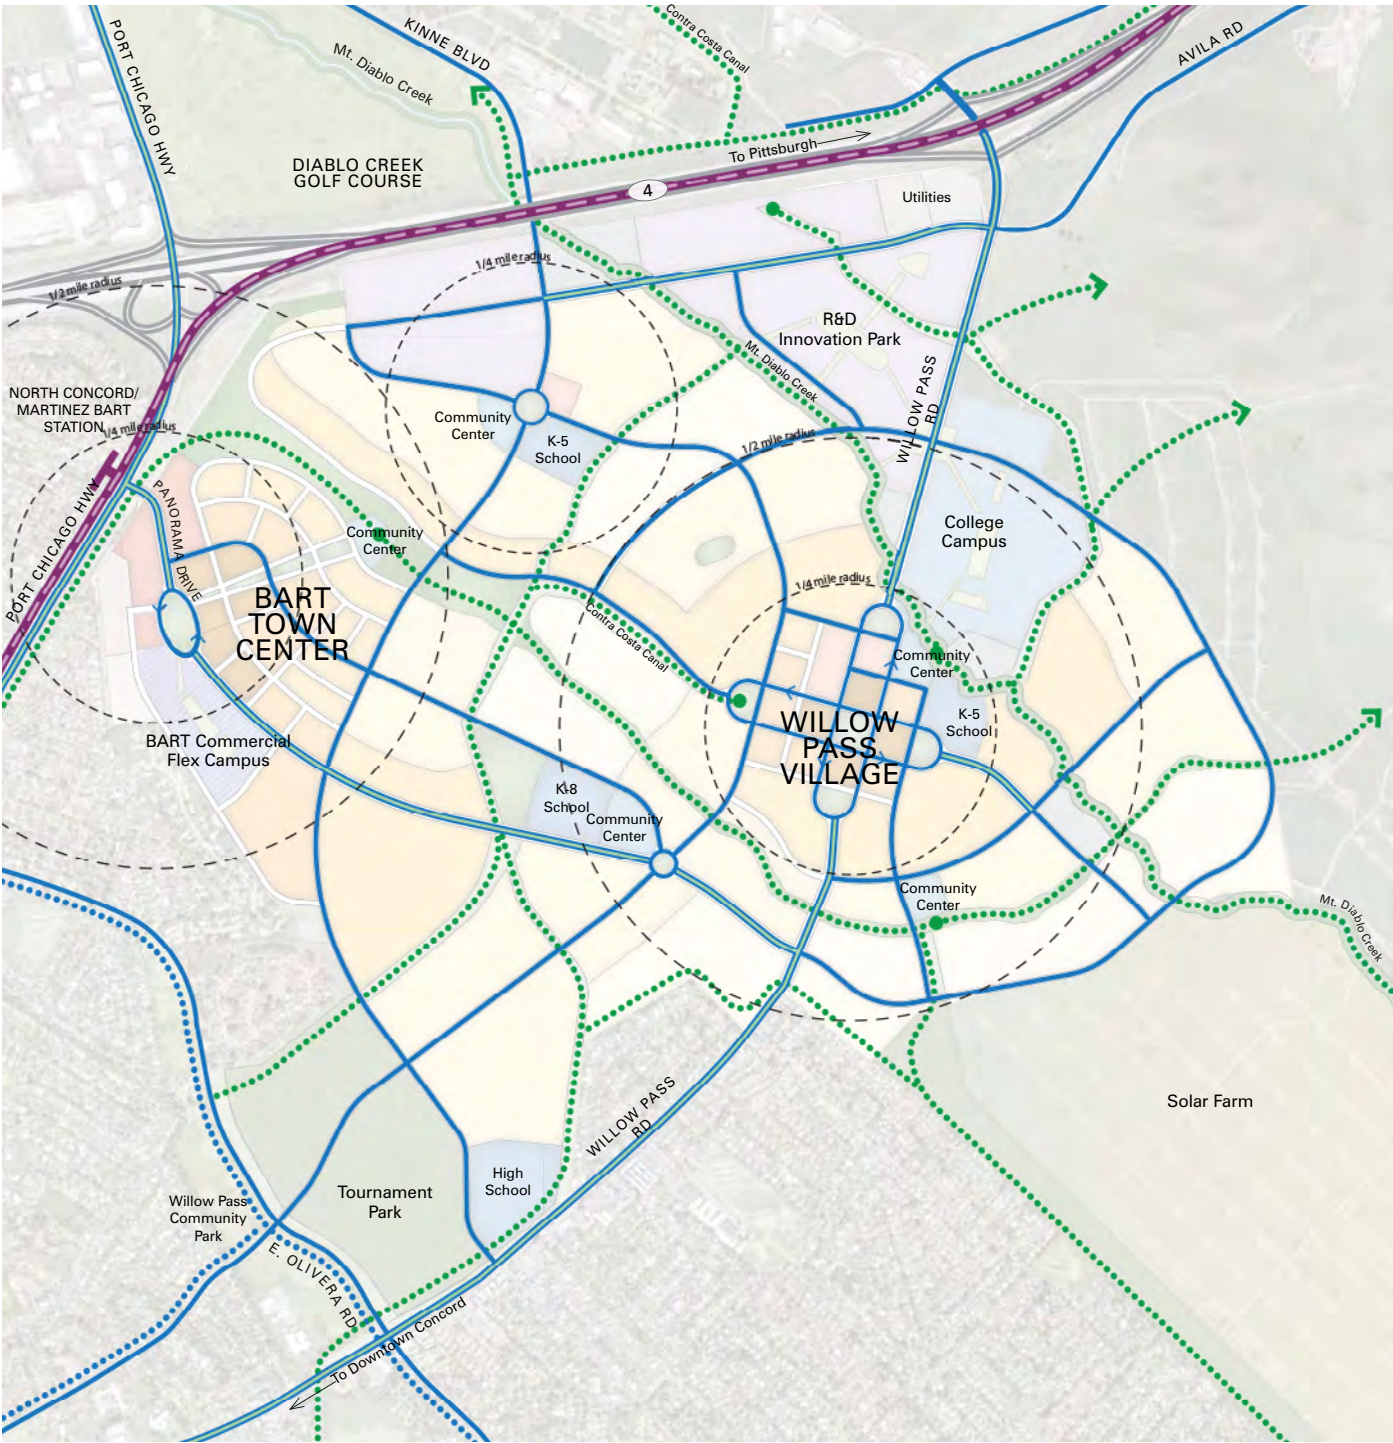 Contra Costa Canal
KINNE BLVD
PORT CHICAGO HWY
AVILA RD
Mt. Diablo Creek
To Pittsburgh
DIABLO CREEK
GOLF COURSE
4
Utilities
1/4 mile radius
1/2 mile radius
R&D
Innovation Park
Mt. Diablo Creek
WILLOW PASS
RD
NORTH CONCORD/
MARTINEZ BART
STATION
1/4 mile radius
Community
Center
K-5
School
1/2 mile radius
PORT CHICAGO HWY
PANORAMA DRIVE
Community
Center
College
Campus
1/4 mile radius
BART
TOWN
CENTER
Contra Costa Canal
Community
Center
K-5
School
WILLOW
PASS
VILLAGE
BART Commercial
Flex Campus
K-8
School
Community
Center
Community
Center
Mt. Diablo Creek
WILLOW PASS
RD
Solar Farm
High
School
Tournament
Park
Willow Pass
Community
Park
E. OLIVERA RD
To Downtown Concord